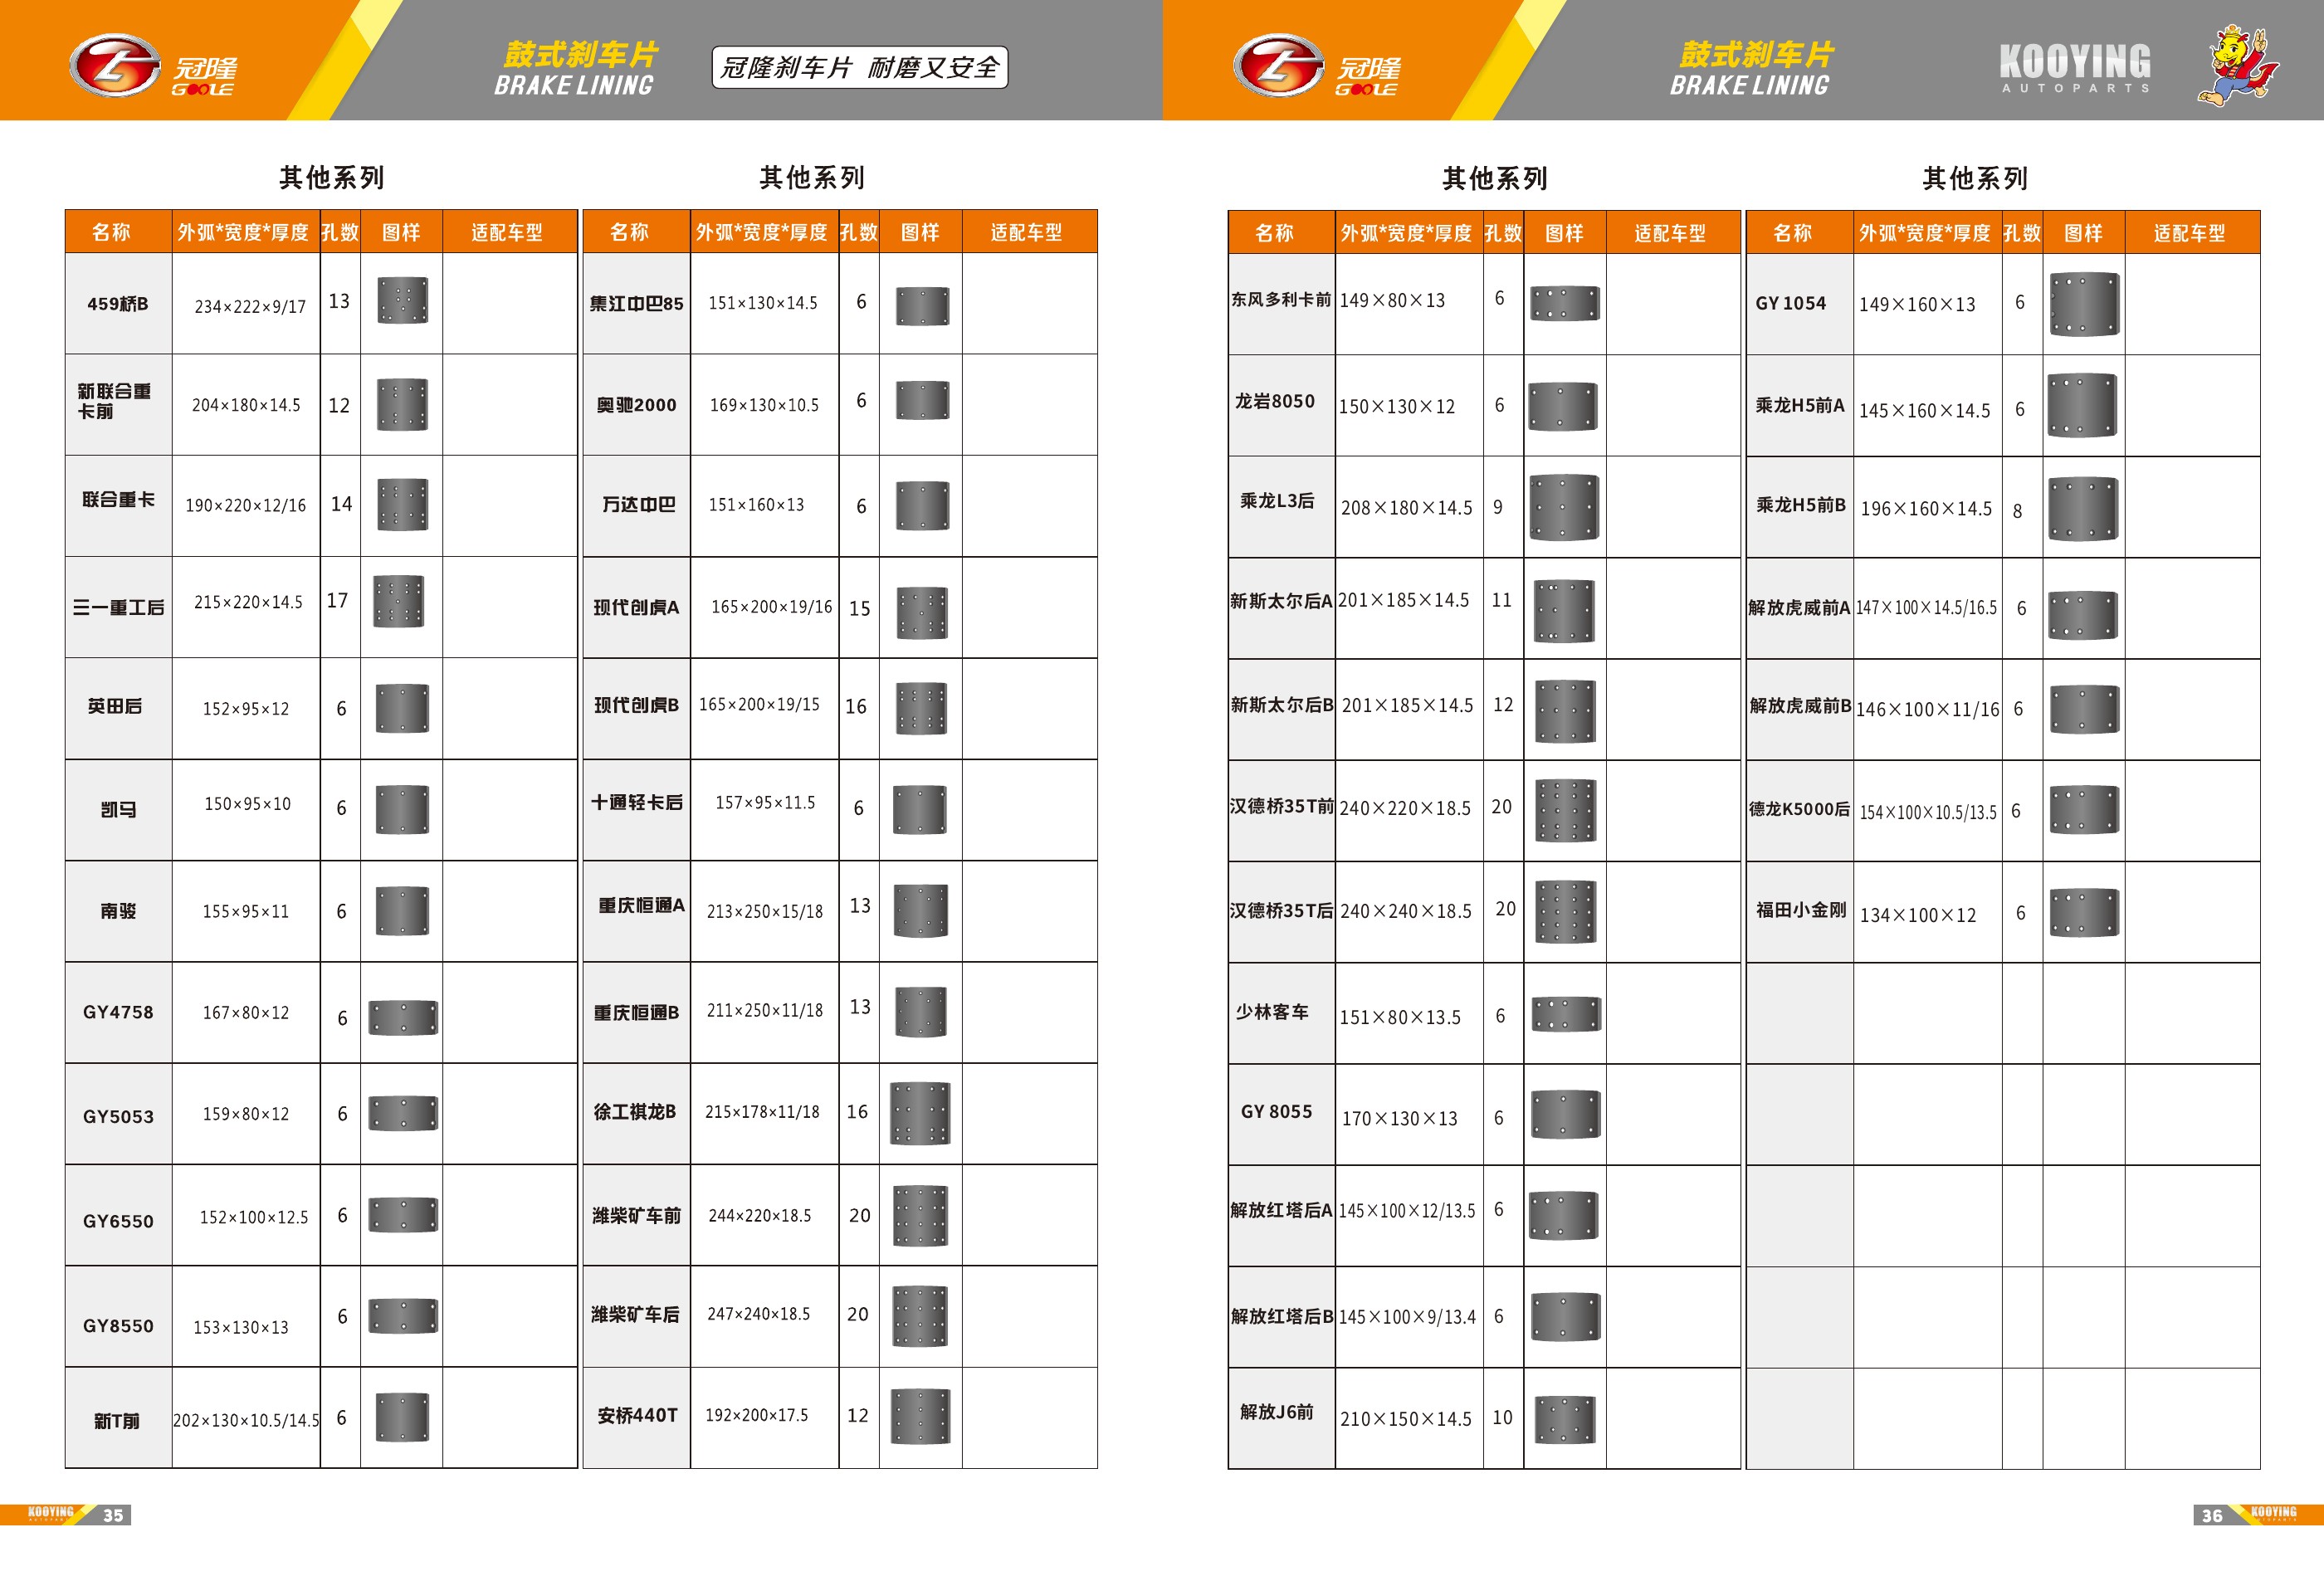 冠隆
GOOLE
鼓式刹车片
BRAKE LINING
冠隆刹车片 耐磨又安全
其他系列
名称 外弧*宽度*厚度 孔数 图样 适配车型
459桥B 234×222×9/17 13
新联合重
卡前 204×180×14.5 12
联合重卡 190×220×12/16 14
三一重工后 215×220×14.5 17
英田后 152×95×12 6
凯马 150×95×10 6
南骏 155×95×11 6
GY4758 167×80×12 6
GY5053 159×80×12 6
GY6550 152×100×12.5 6
GY8550 153×130×13 6
新T前 202×130×10.5/14.5 6
其他系列
名称 外弧*宽度*厚度 孔数 图样 适配车型
集江中巴85 151×130×14.5 6
奥驰2000 169×130×10.5 6
万达中巴 151×160×13 6
现代创虎A 165×200×19/16 15
现代创虎B 165×200×19/15 16
十通轻卡后 157×95×11.5 6
重庆恒通A 213×250×15/18 13
重庆恒通B 211×250×11/18 13
徐工祺龙B 215×178×11/18 16
潍柴矿车前 244×220×18.5 20
潍柴矿车后 247×240×18.5 20
安桥440T 192×200×17.5 12
KOOYING 35
冠隆
GOOLE
鼓式刹车片
BRAKE LINING
KOOYING
AUTOPARTS
其他系列
名称 外弧*宽度*厚度 孔数 图样 适配车型
东风多利卡前 149×80×13 6
龙岩8050 150×130×12 6
乘龙L3后 208×180×14.5 9
新斯太尔后A 201×185×14.5 11
新斯太尔后B 201×185×14.5 12
汉德桥35T前 240×220×18.5 20
汉德桥35T后 240×240×18.5 20
少林客车 151×80×13.5 6
GY 8055 170×130×13 6
解放红塔后A 145×100×12/13.5 6
解放红塔后B 145×100×9/13.4 6
解放J6前 210×150×14.5 10
其他系列
名称 外弧*宽度*厚度 孔数 图样 适配车型
GY 1054 149×160×13 6
乘龙H5前A 145×160×14.5 6
乘龙H5前B 196×160×14.5 8
解放虎威前A 147×100×14.5/16.5 6
解放虎威前B 146×100×11/16 6
德龙K5000后 154×100×10.5/13.5 6
福田小金刚 134×100×12 6
36 KOOYING